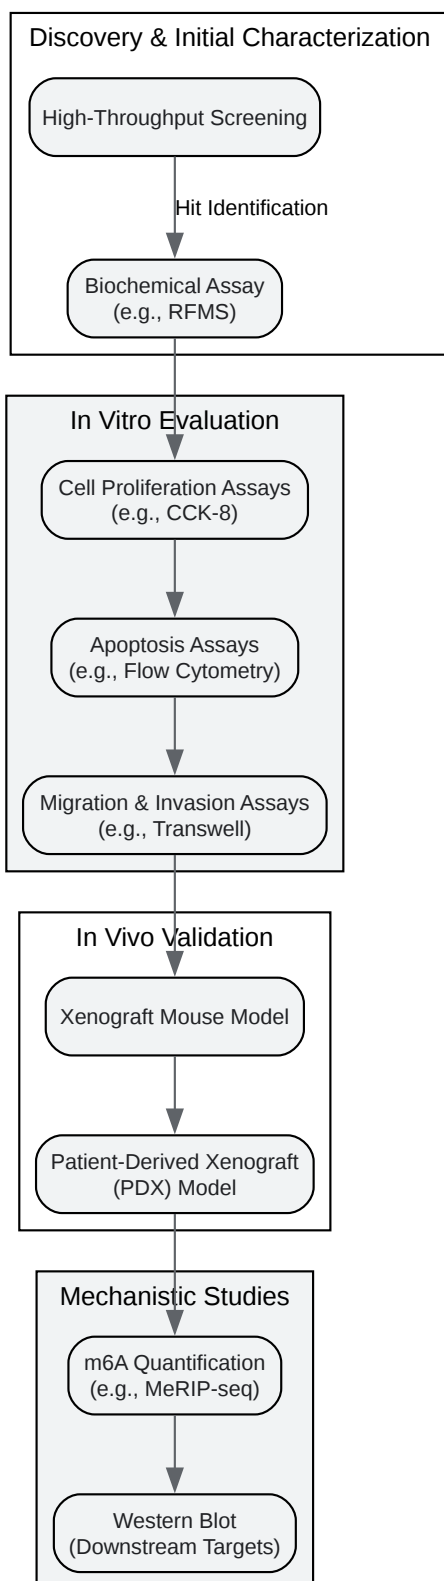 Discovery & Initial Characterization
High-Throughput Screening
Hit Identification
Biochemical Assay
(e.g., RFMS)
In Vitro Evaluation
Cell Proliferation Assays
(e.g., CCK-8)
Apoptosis Assays
(e.g., Flow Cytometry)
Migration & Invasion Assays
(e.g., Transwell)
In Vivo Validation
Xenograft Mouse Model
Patient-Derived Xenograft
(PDX) Model
Mechanistic Studies
m6A Quantification
(e.g., MeRIP-seq)
Western Blot
(Downstream Targets)